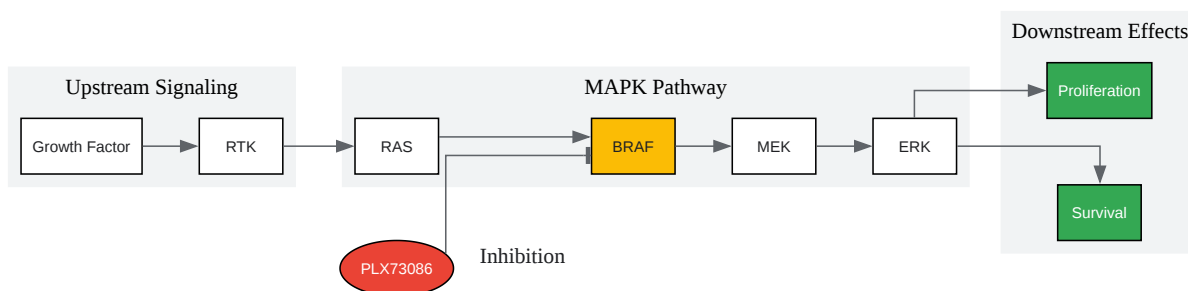 Downstream Effects
Upstream Signaling
MAPK Pathway
Proliferation
Growth Factor
RTK
RAS
BRAF
MEK
ERK
Survival
Inhibition
PLX73086